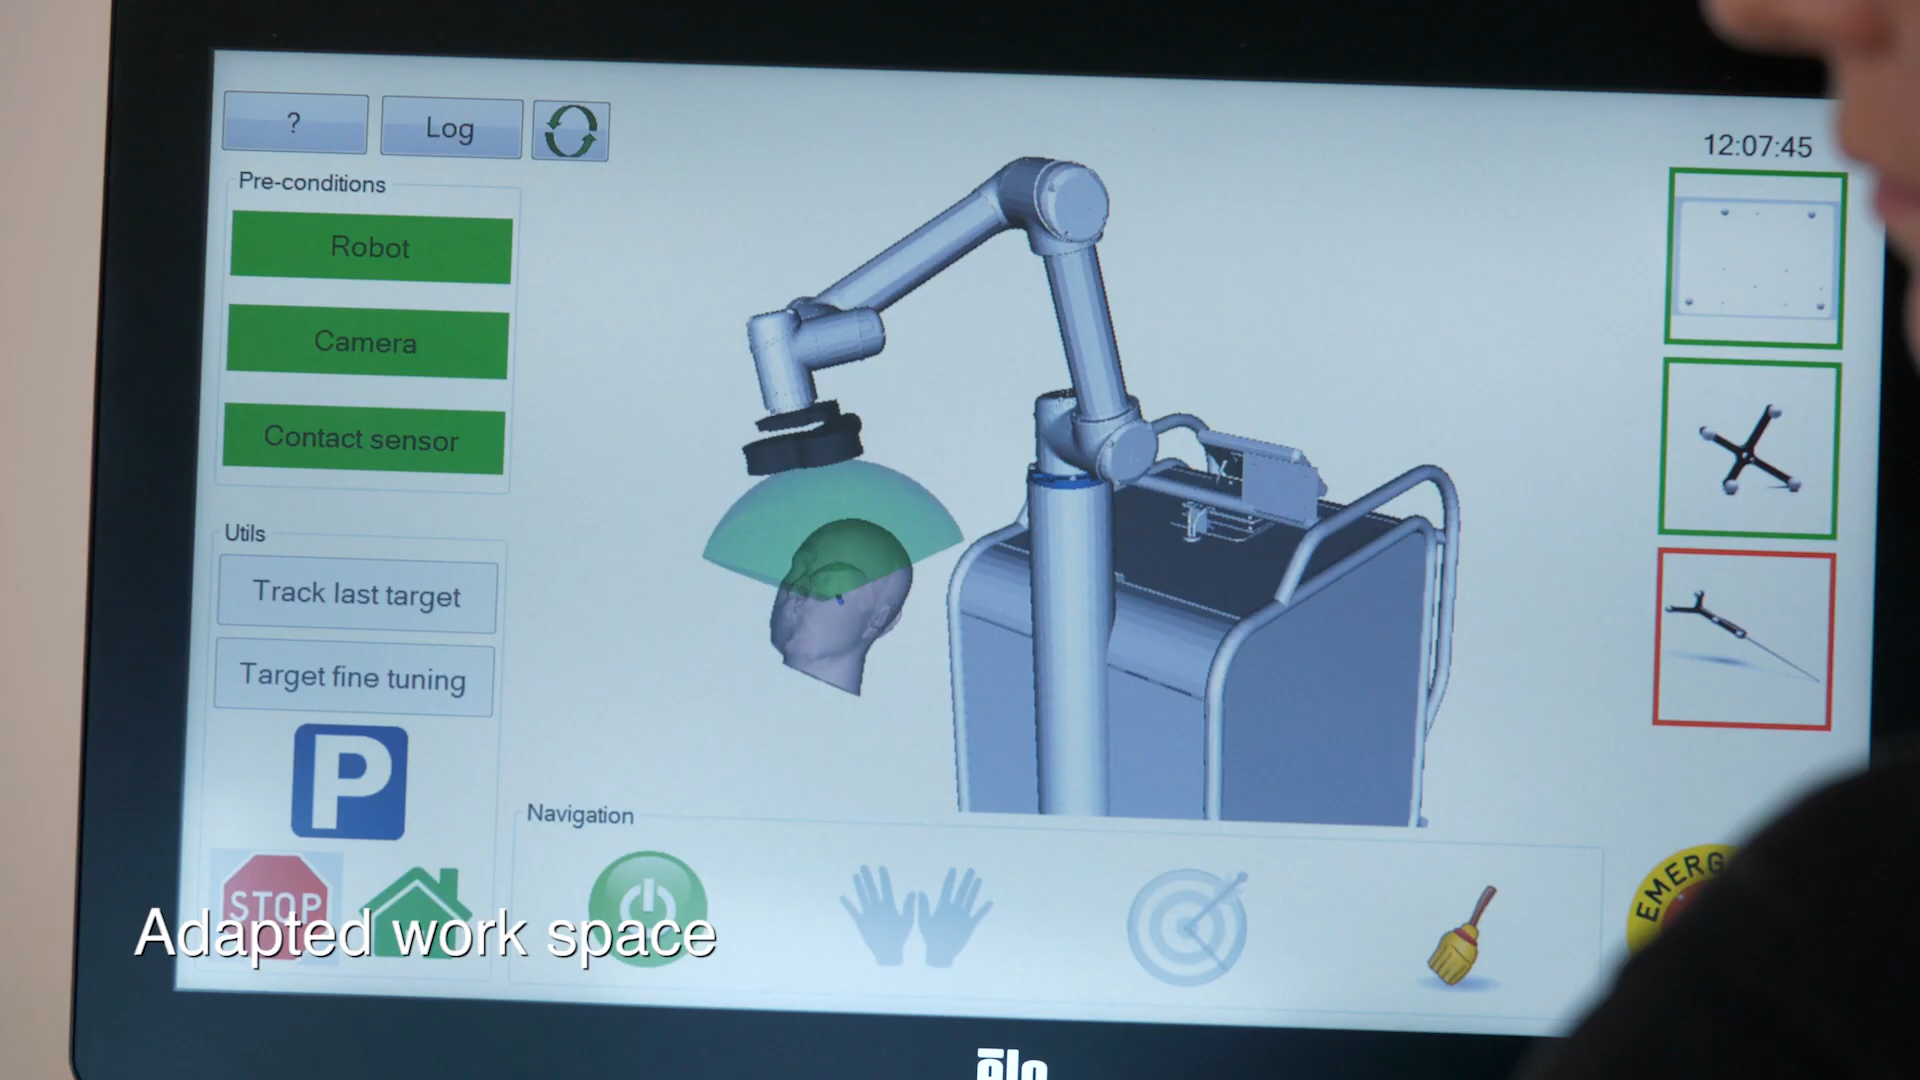 ?
Log
12:07:45
Pre-conditions
Robot
Camera
Contact sensor
Utils
Track last target
Target fine tuning
P
Navigation
STOP
Adapted work space
elo